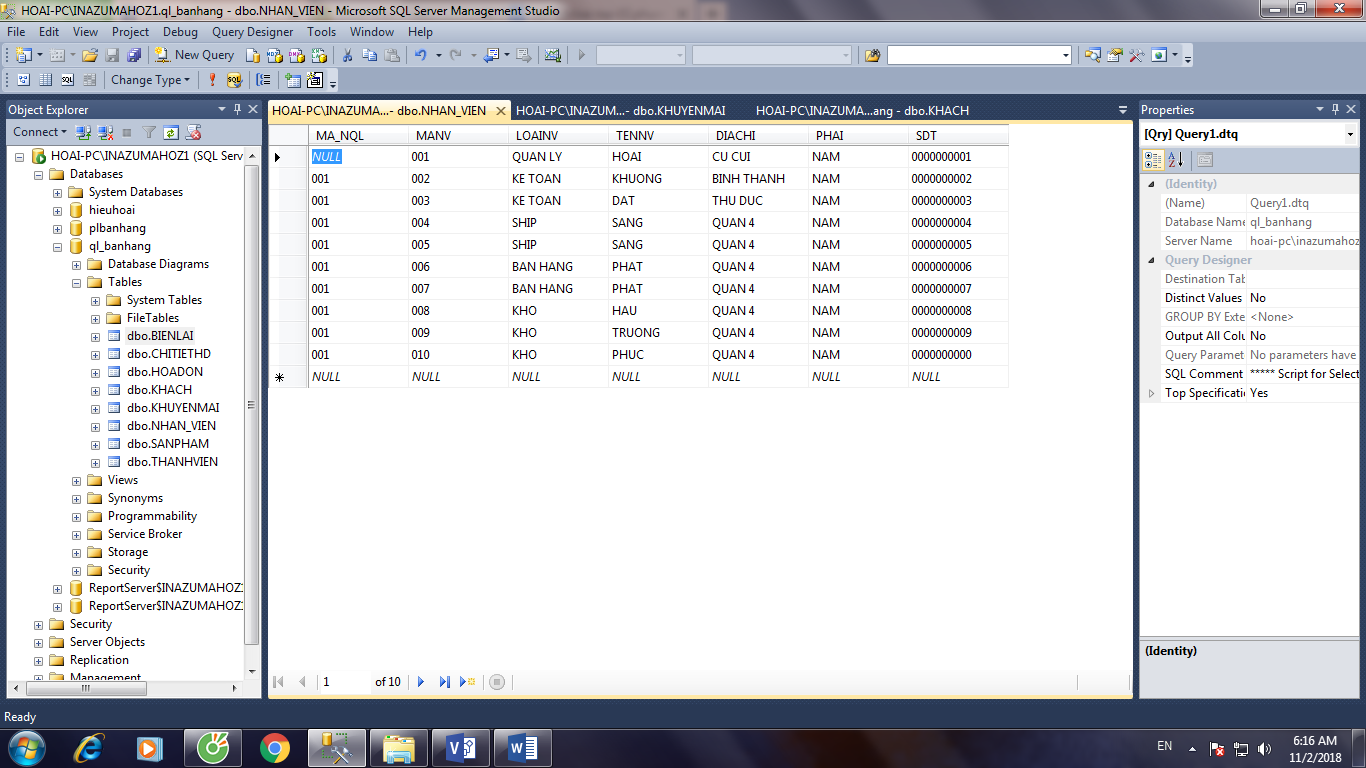 HOAI-PC\INAZUMAHOZ1.ql_banhang - dbo.NHAN_VIEN - Microsoft SQL Server Management Studio
File Edit View Project Debug Query Designer Tools Window Help
New Query
Change Type
Object Explorer
Connect
HOAI-PC\INAZUMAHOZ1 (SQL Serv
Databases
System Databases
hieuhoai
plbanhang
ql_banhang
Database Diagrams
Tables
System Tables
FileTables
dbo.BIENLAI
dbo.CHITIETHD
dbo.HOADON
dbo.KHACH
dbo.KHUYENMAI
dbo.NHAN_VIEN
dbo.SANPHAM
dbo.THANHVIEN
Views
Synonyms
Programmability
Service Broker
Storage
Security
ReportServer$INAZUMAHOZ1
ReportServer$INAZUMAHOZ1
Security
Server Objects
Replication
Management
HOAI-PC\INAZUMA...- dbo.NHAN_VIEN HOAI-PC\INAZUM...- dbo.KHUYENMAI HOAI-PC\INAZUMA...ang - dbo.KHACH
MA_NQL MANV LOAINV TENNV DIACHI PHAI SDT
NULL 001 QUAN LY HOAI CU CUI NAM 0000000001
001 002 KE TOAN KHUONG BINH THANH NAM 0000000002
001 003 KE TOAN DAT THU DUC NAM 0000000003
001 004 SHIP SANG QUAN 4 NAM 0000000004
001 005 SHIP SANG QUAN 4 NAM 0000000005
001 006 BAN HANG PHAT QUAN 4 NAM 0000000006
001 007 BAN HANG PHAT QUAN 4 NAM 0000000007
001 008 KHO HAU QUAN 4 NAM 0000000008
001 009 KHO TRUONG QUAN 4 NAM 0000000009
001 010 KHO PHUC QUAN 4 NAM 0000000000
NULL NULL NULL NULL NULL NULL NULL
1 of 10
Properties
[Qry] Query1.dtq
(Identity)
(Name) Query1.dtq
Database Name ql_banhang
Server Name hoai-pc\inazumahoz
Query Designer
Destination Tab
Distinct Values No
GROUP BY Exte <None>
Output All Colu No
Query Paramet No parameters have
SQL Comment ***** Script for Select
Top Specificatio Yes
(Identity)
Ready
EN
6:16 AM
11/2/2018